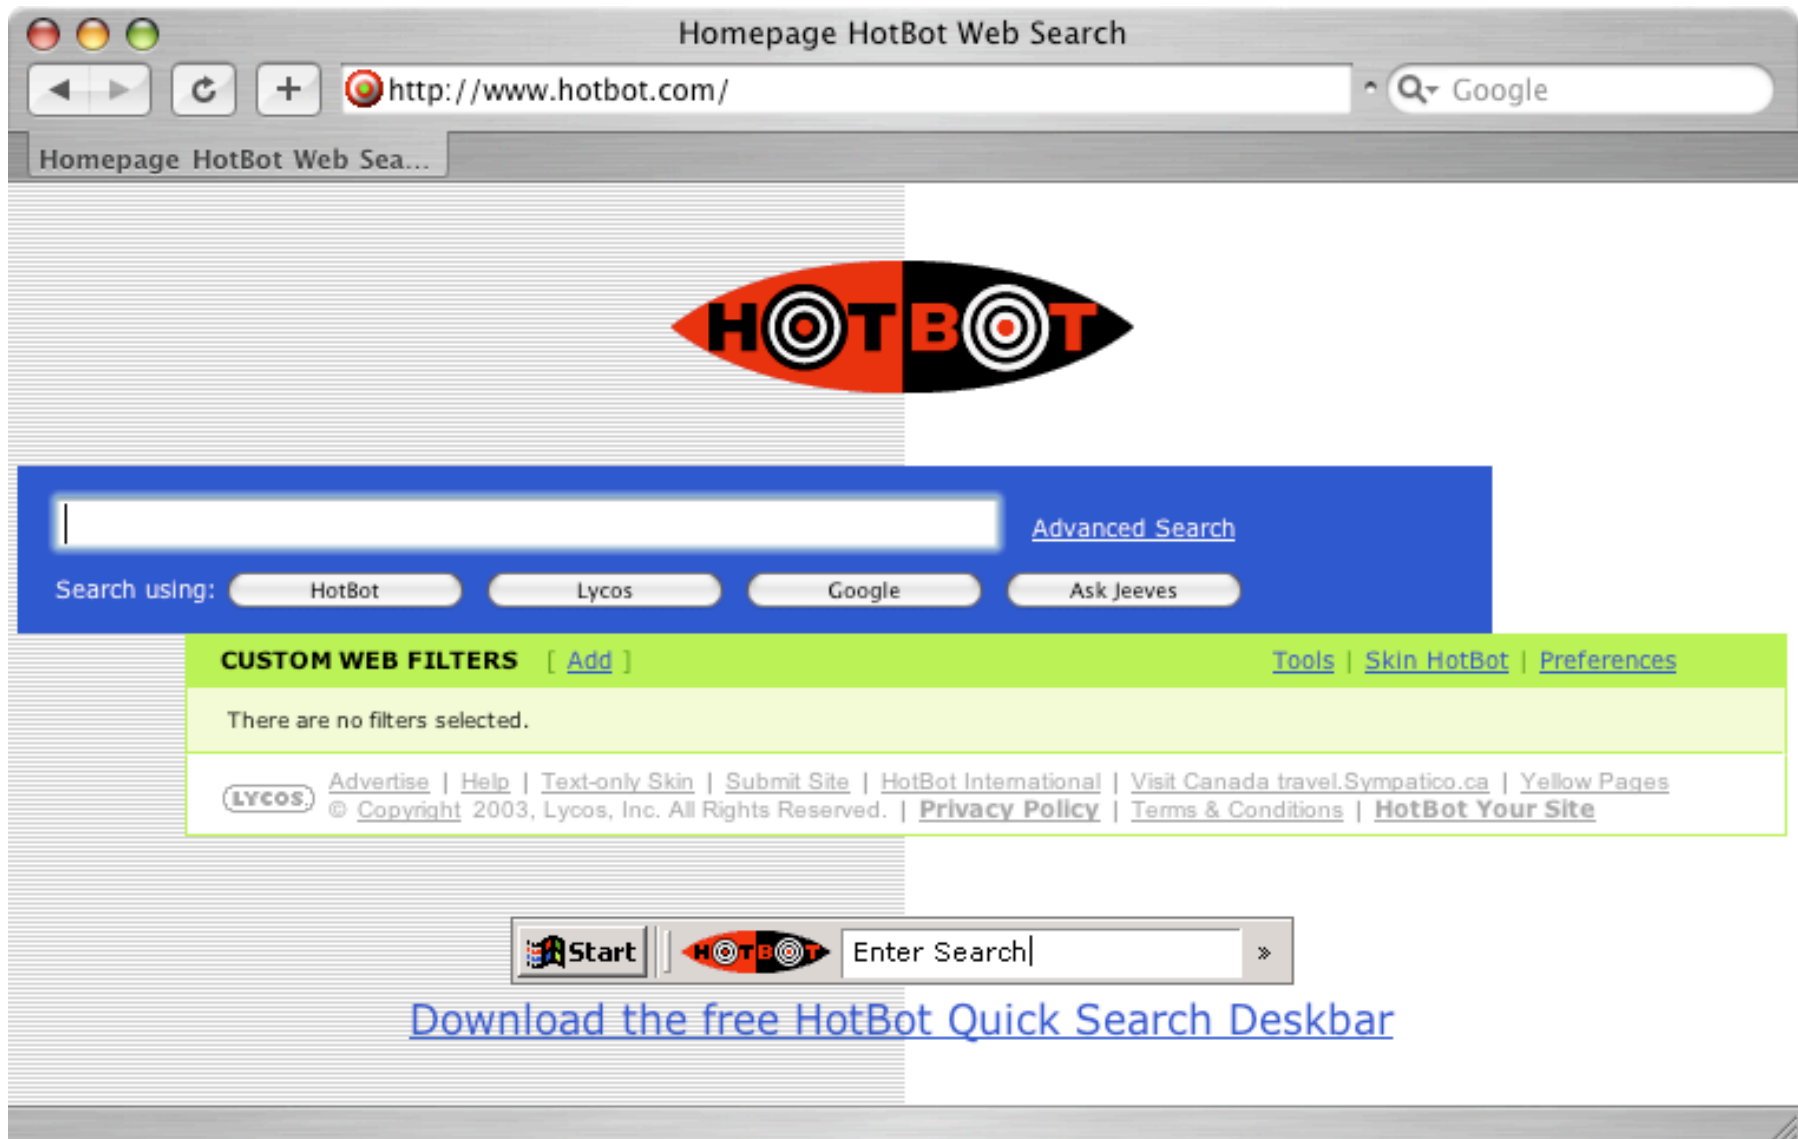 Homepage HotBot Web Search
http://www.hotbot.com/
Google
Homepage HotBot Web Sea...
HOTBOT
Advanced Search
Search using: HotBot Lycos Google Ask Jeeves
CUSTOM WEB FILTERS [ Add ] Tools | Skin HotBot | Preferences
There are no filters selected.
LYCOS
Advertise | Help | Text-only Skin | Submit Site | HotBot International | Visit Canada travel.Sympatico.ca | Yellow Pages
© Copyright 2003, Lycos, Inc. All Rights Reserved. | Privacy Policy | Terms & Conditions | HotBot Your Site
Start HOTBOT Enter Search »
Download the free HotBot Quick Search Deskbar